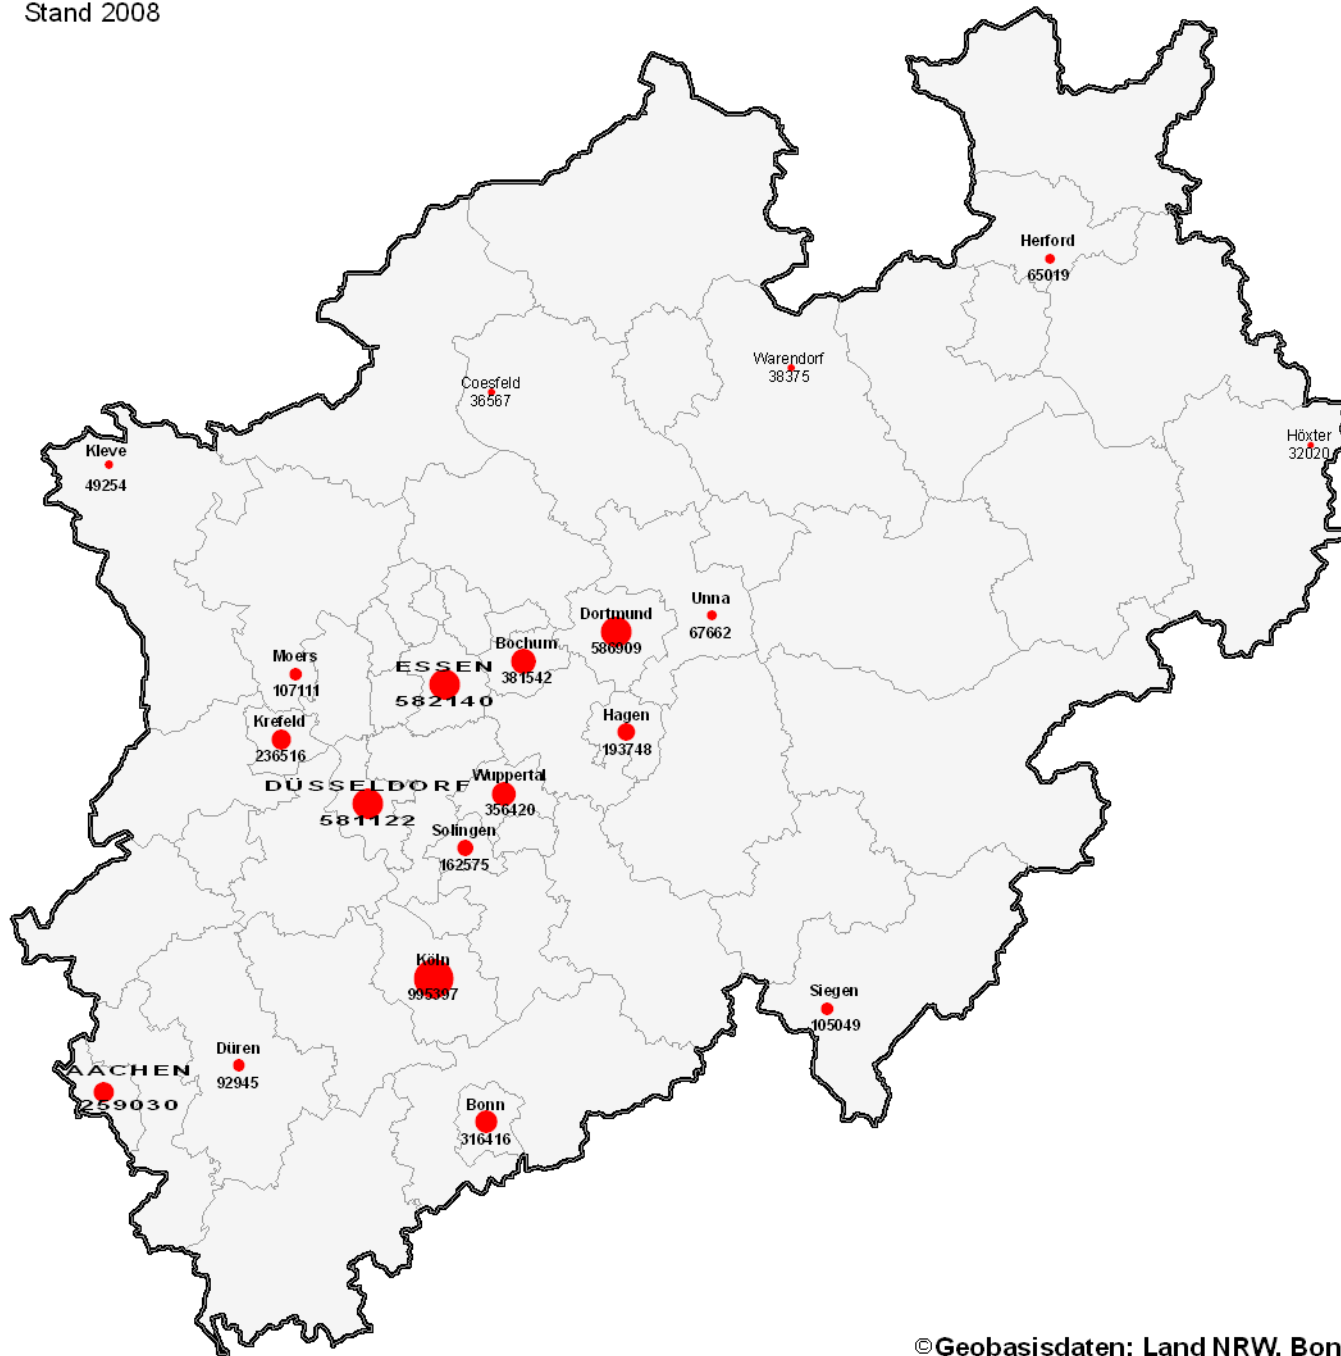 Stand 2008
Herford
65019
Warendorf
38375
Coesfeld
36567
Höxter
32020
Kleve
49254
Unna
67662
Dortmund
586909
Bochum
381542
Moers
107111
ESSEN
582140
Krefeld
236516
Hagen
193748
DÜSSELDORF
581122
Wuppertal
356420
Solingen
162575
Köln
995397
Siegen
105049
Düren
92945
AACHEN
259030
Bonn
316416
©Geobasisdaten: Land NRW. Bon